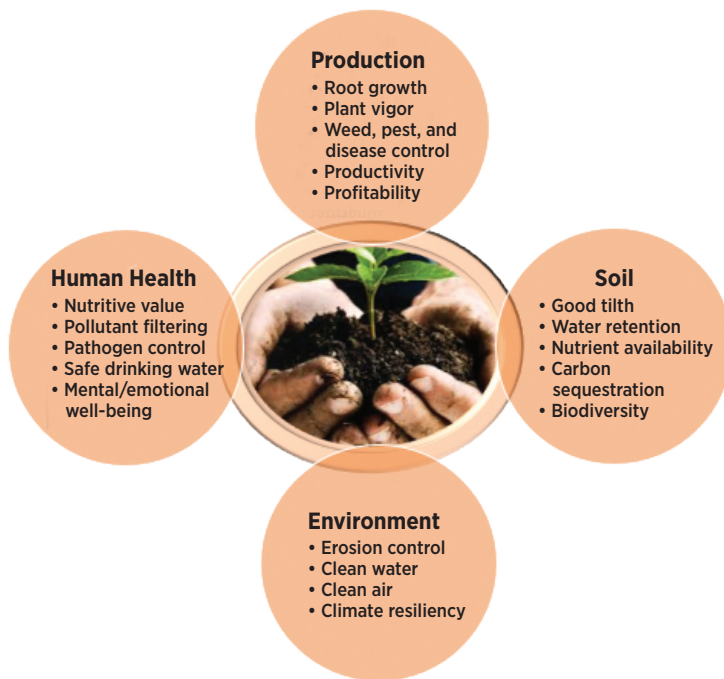 Production
• Root growth
• Plant vigor
• Weed, pest, and
disease control
• Productivity
• Profitability
Human Health
• Nutritive value
• Pollutant filtering
• Pathogen control
• Safe drinking water
• Mental/emotional
well-being
Soil
• Good tilth
• Water retention
• Nutrient availability
• Carbon
sequestration
• Biodiversity
Environment
• Erosion control
• Clean water
• Clean air
• Climate resiliency